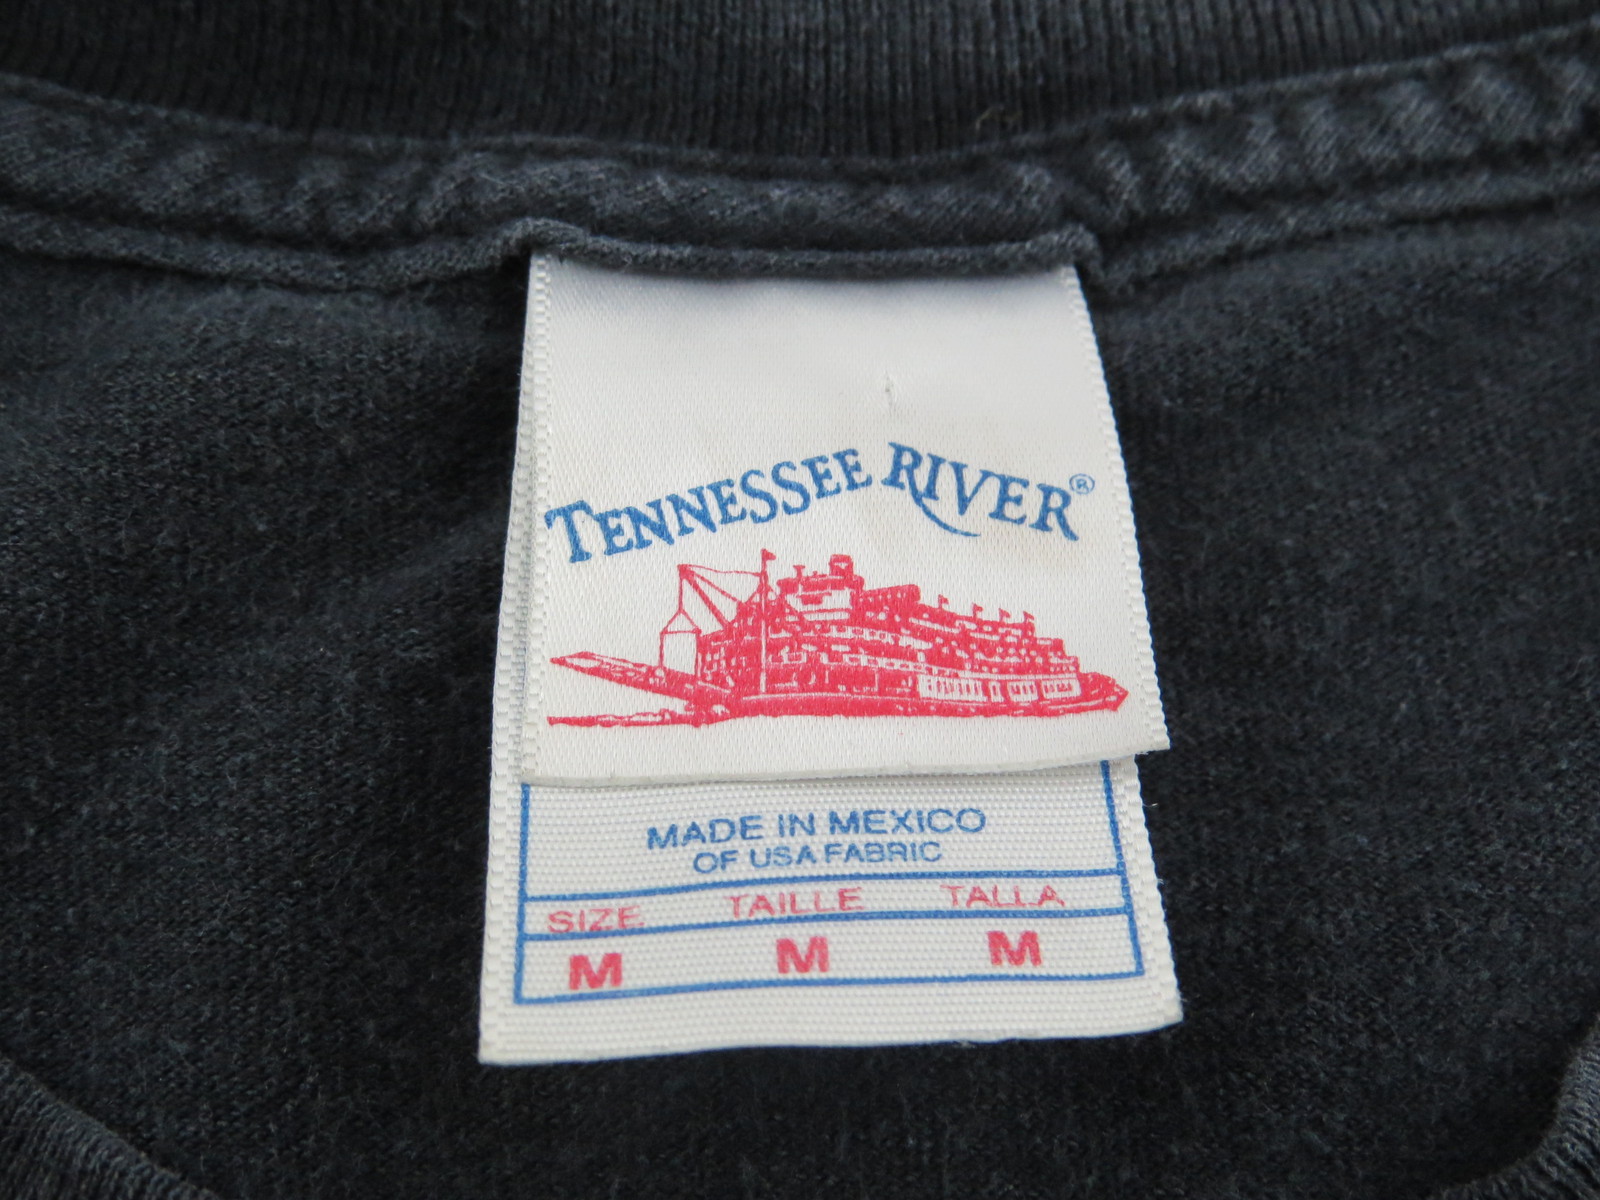 TENNESSEE RIVER®
MADE IN MEXICO
OF USA FABRIC
SIZE TAILLE TALLA
M M M